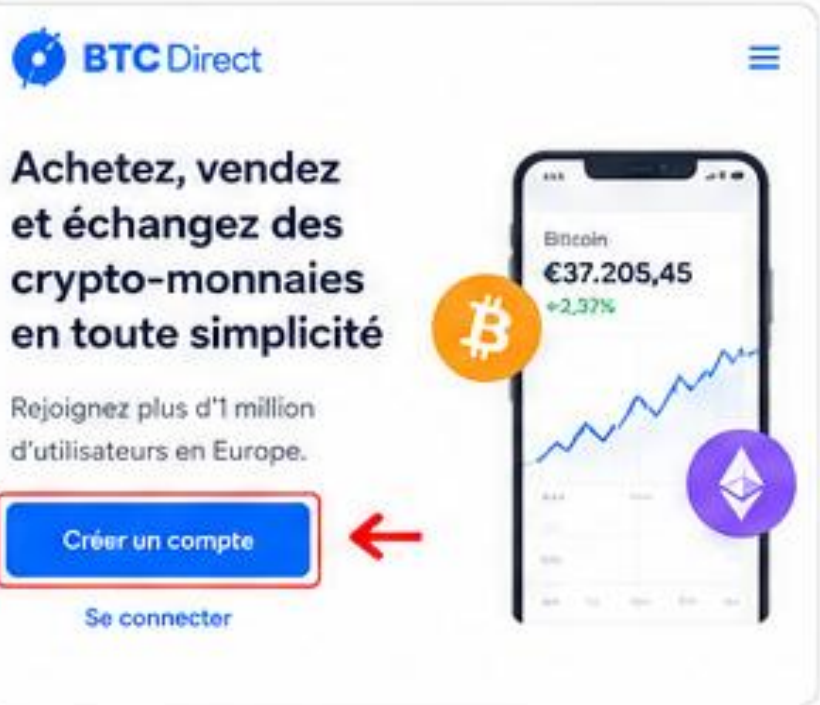 BTC Direct
Achetez, vendez
et échangez des
crypto-monnaies
en toute simplicité
Rejoignez plus d'1 million
d'utilisateurs en Europe.
Créer un compte
Se connecter
Bitcoin
€37.205,45
+2,37%